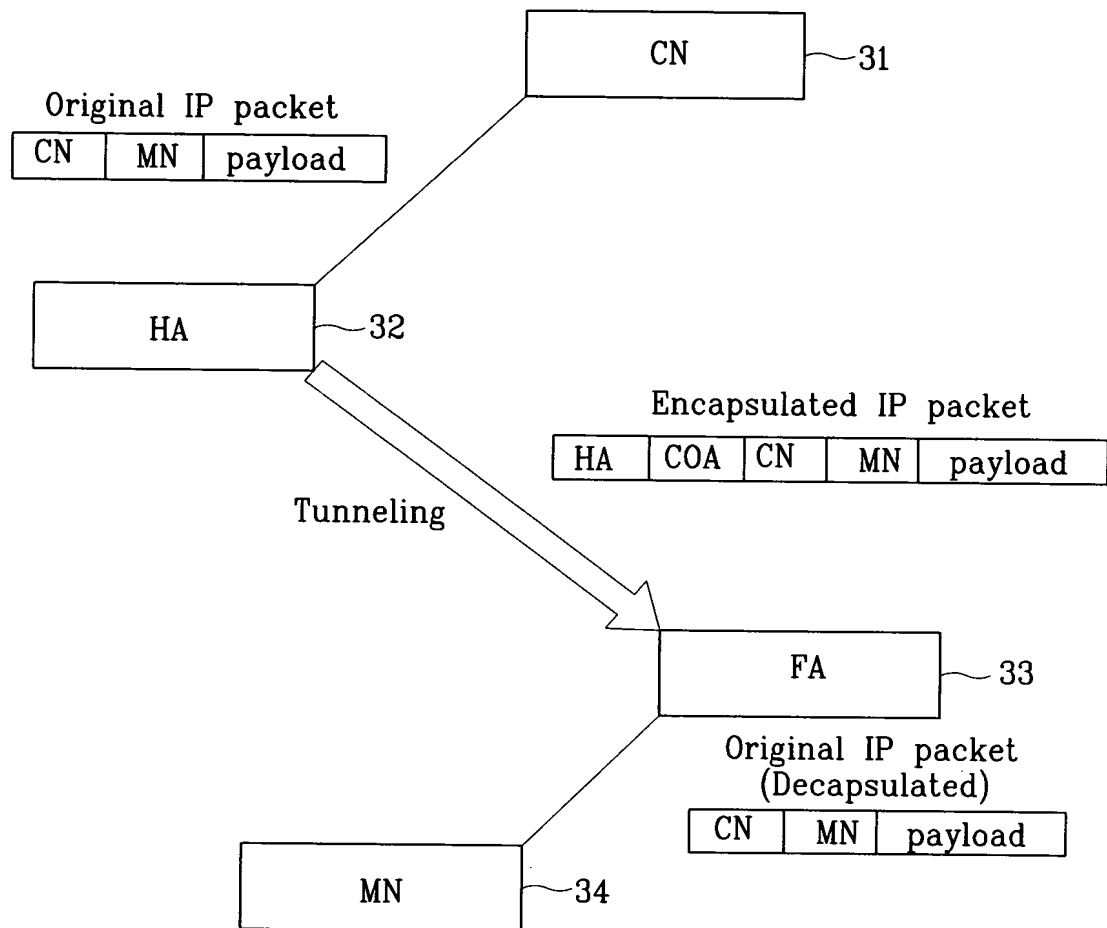 CN
31
Original IP packet
CN MN payload
HA
32
Encapsulated IP packet
HA COA CN MN payload
Tunneling
FA
33
Original IP packet
(Decapsulated)
CN MN payload
MN
34